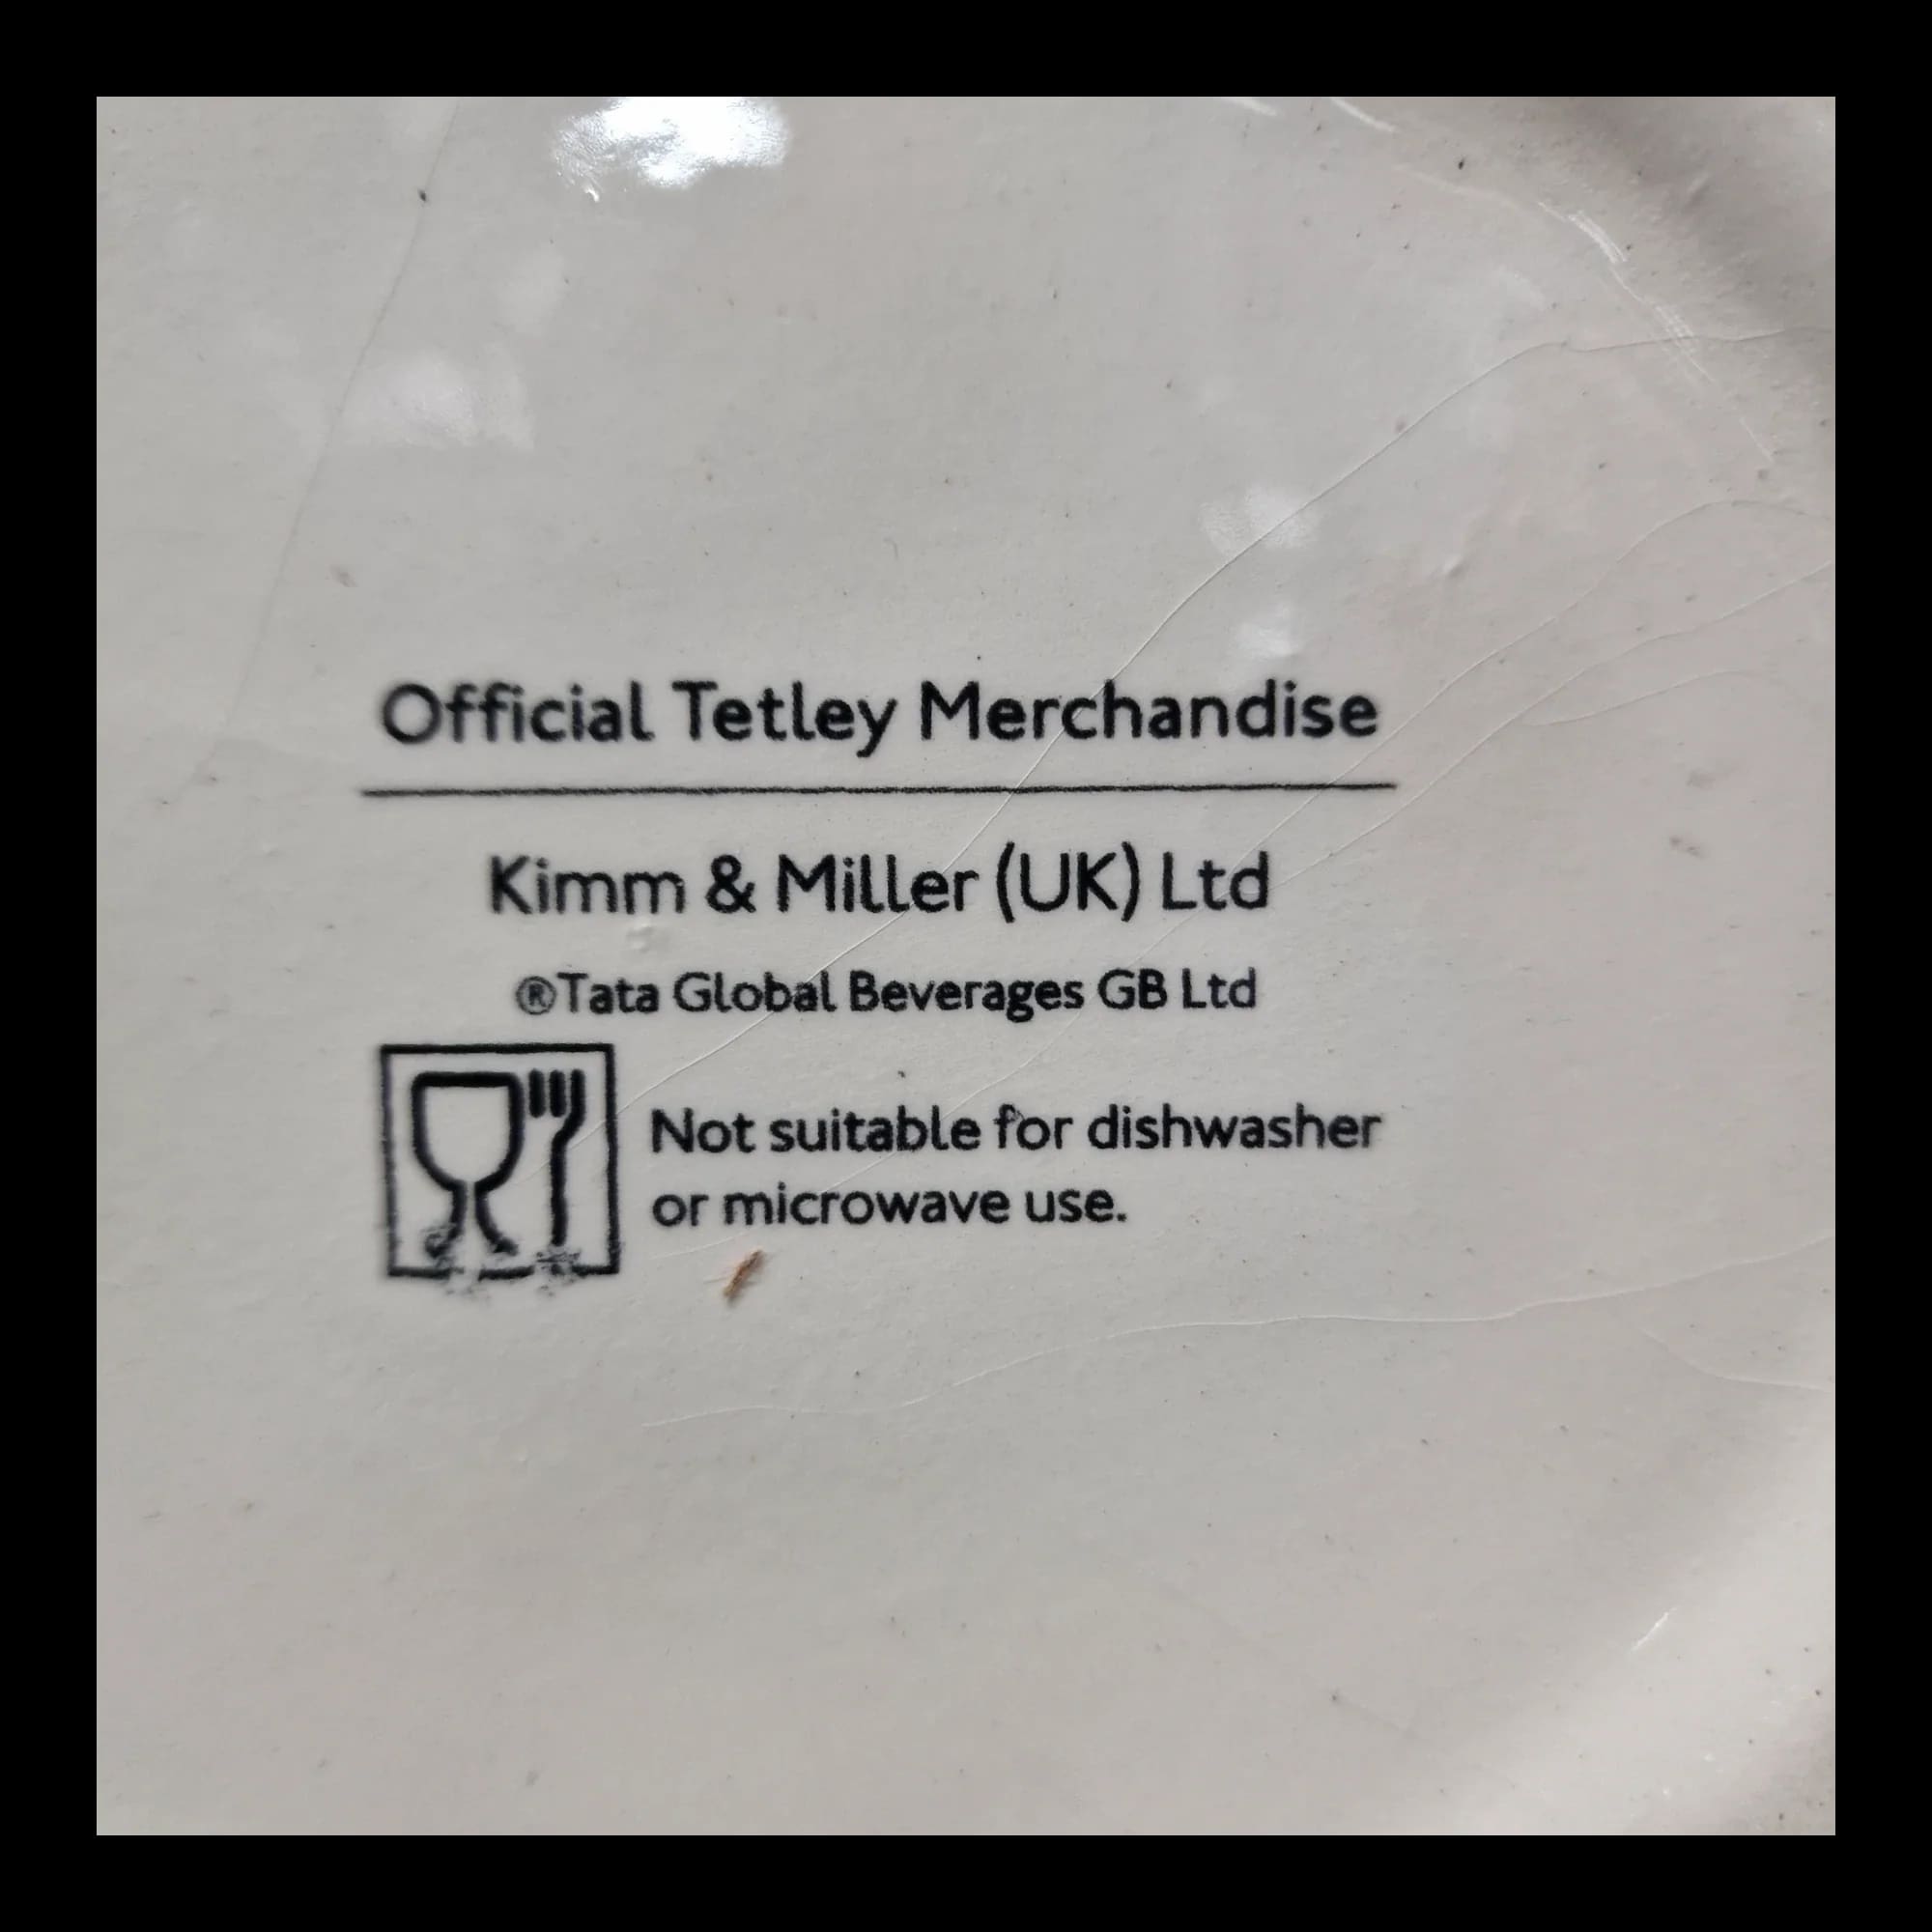 Official Tetley Merchandise
Kimm & Miller (UK) Ltd
®Tata Global Beverages GB Ltd
Not suitable for dishwasher
or microwave use.